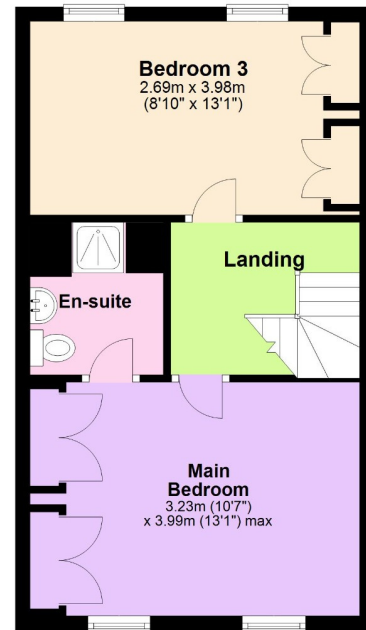 Bedroom 3
2.69m x 3.98m
(8'10" x 13'1")
Landing
En-suite
Main
Bedroom
3.23m (10'7")
x 3.99m (13'1") max